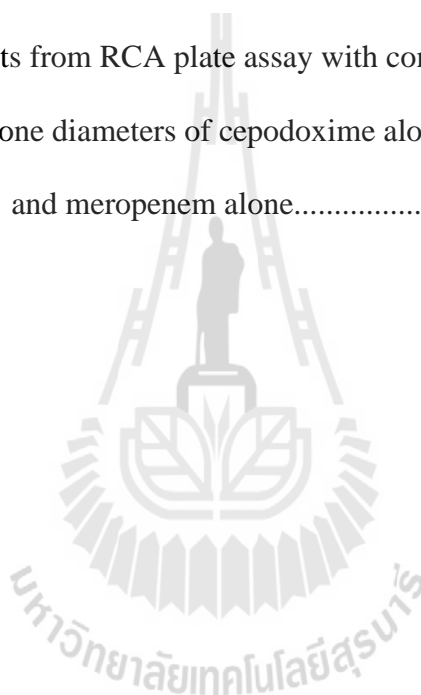 ts from RCA plate assay with cor
one diameters of cepodoxime alo
and meropenem alone.................
มหาวิทยาลัยเทคโนโลยีสุรนารี